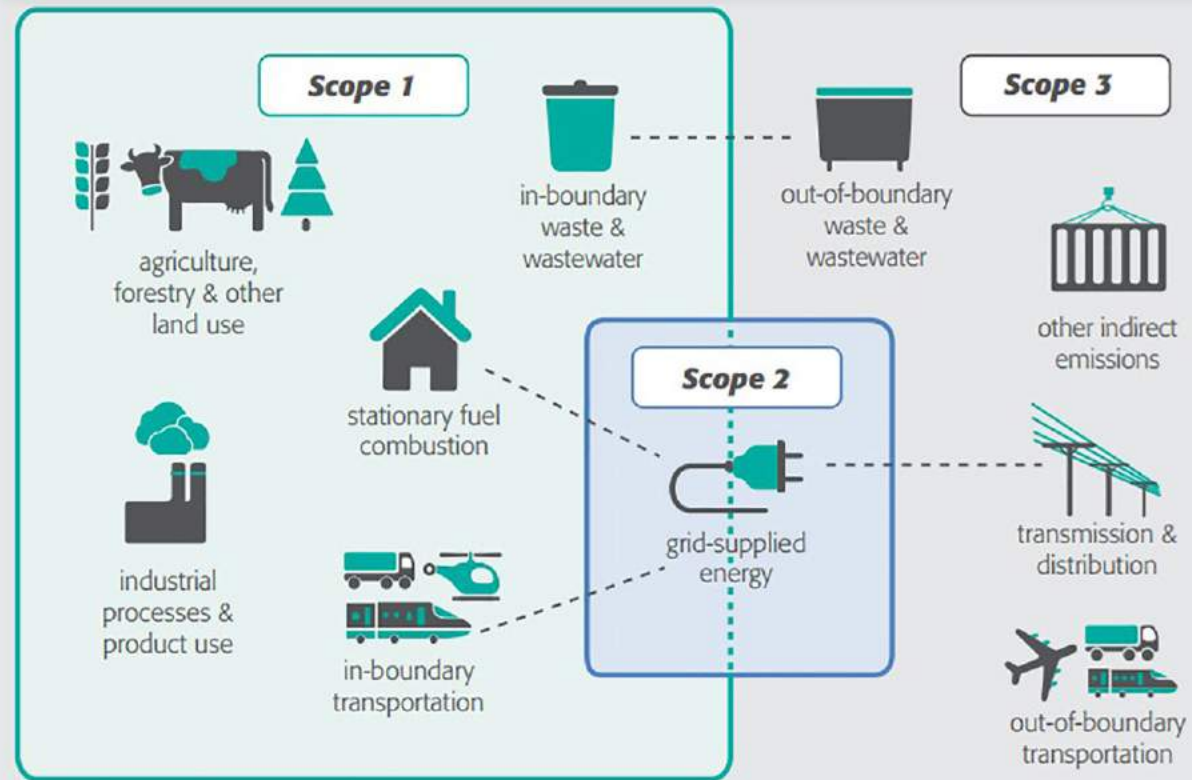 Scope 1
Scope 3
in-boundary
waste &
wastewater
out-of-boundary
waste &
wastewater
agriculture,
forestry & other
land use
other indirect
emissions
Scope 2
stationary fuel
combustion
grid-supplied
energy
transmission &
distribution
industrial
processes &
product use
in-boundary
transportation
out-of-boundary
transportation